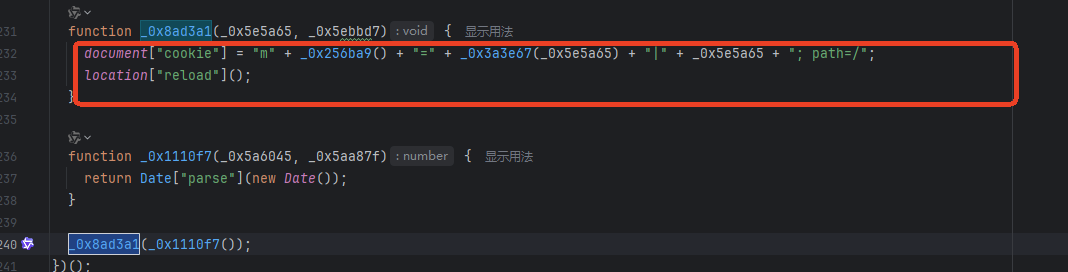 231 function _0x8ad3a1(_0x5e5a65, _0x5ebbd7) : void { 显示用法
232 document["cookie"] = "m" + _0x256ba9() + "=" + _0x3a3e67(_0x5e5a65) + "|" + _0x5e5a65 + "; path=/";
233 location["reload"]();
234 }
235
236 function _0x1110f7(_0x5a6045, _0x5aa87f) : number { 显示用法
237 return Date["parse"](new Date());
238 }
239
240 _0x8ad3a1(_0x1110f7());
241 })();